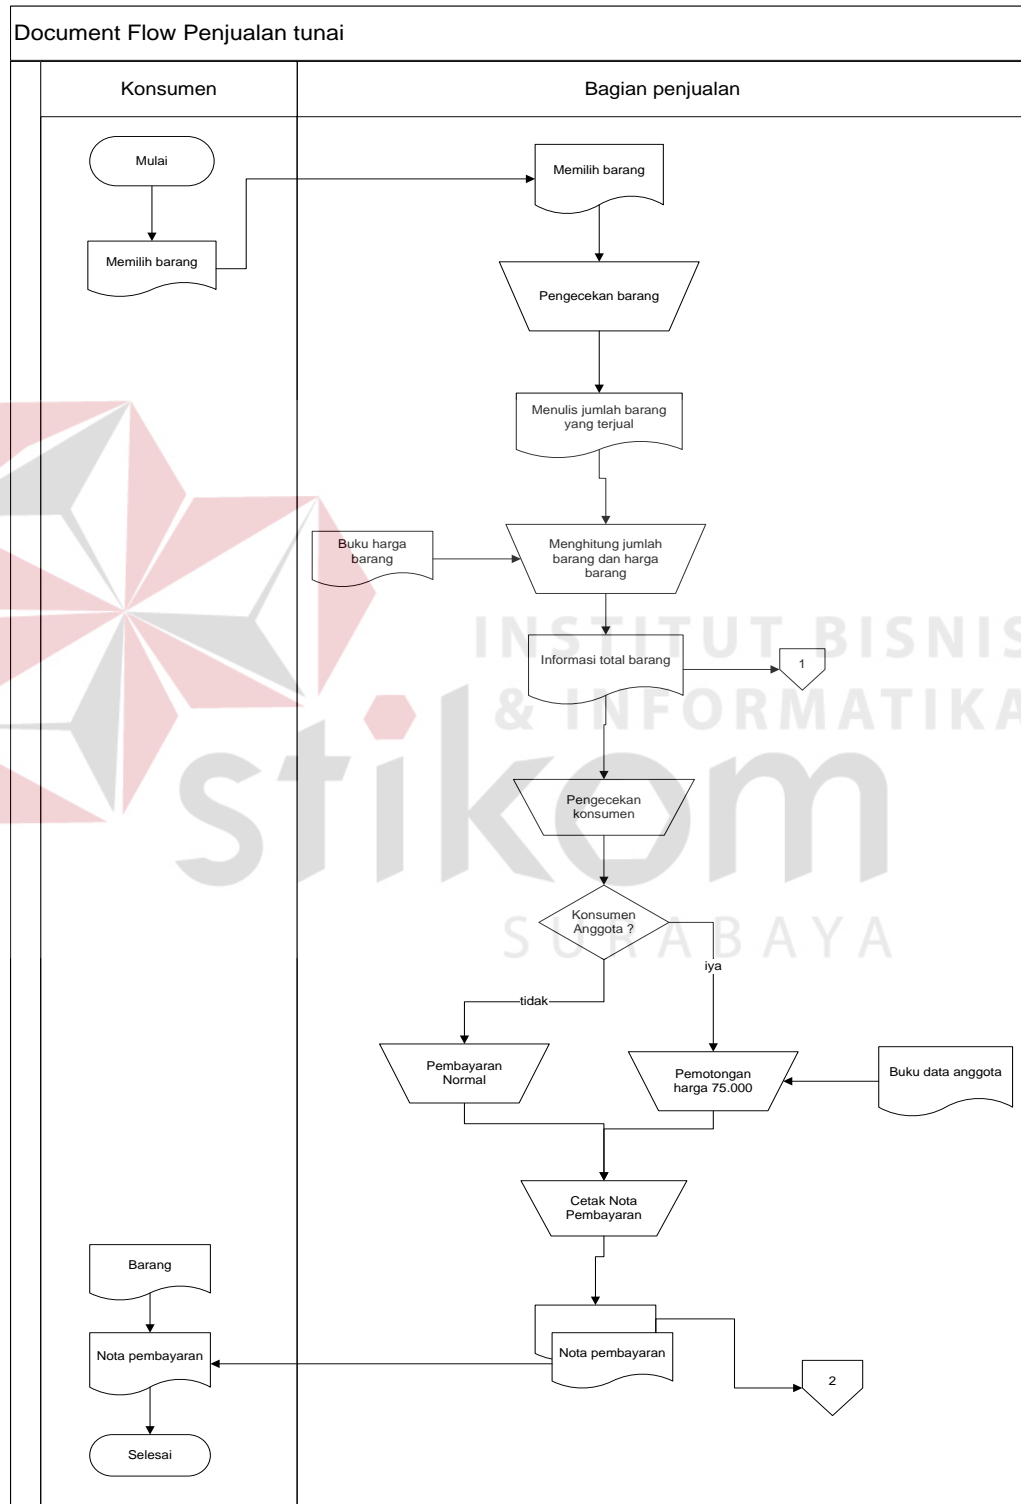 Document Flow Penjualan tunai
Konsumen
Bagian penjualan
Mulai
Memilih barang
Memilih barang
Pengecekan barang
Menulis jumlah barang
yang terjual
Buku harga
barang
Menghitung jumlah
barang dan harga
barang
Informasi total barang
1
Pengecekan
konsumen
Konsumen
Anggota ?
iya
tidak
Pembayaran
Normal
Pemotongan
harga 75.000
Buku data anggota
Cetak Nota
Pembayaran
Barang
Nota pembayaran
Nota pembayaran
2
Selesai
INSTITUT BISNIS
& INFORMATIKA
stikom
SURABAYA